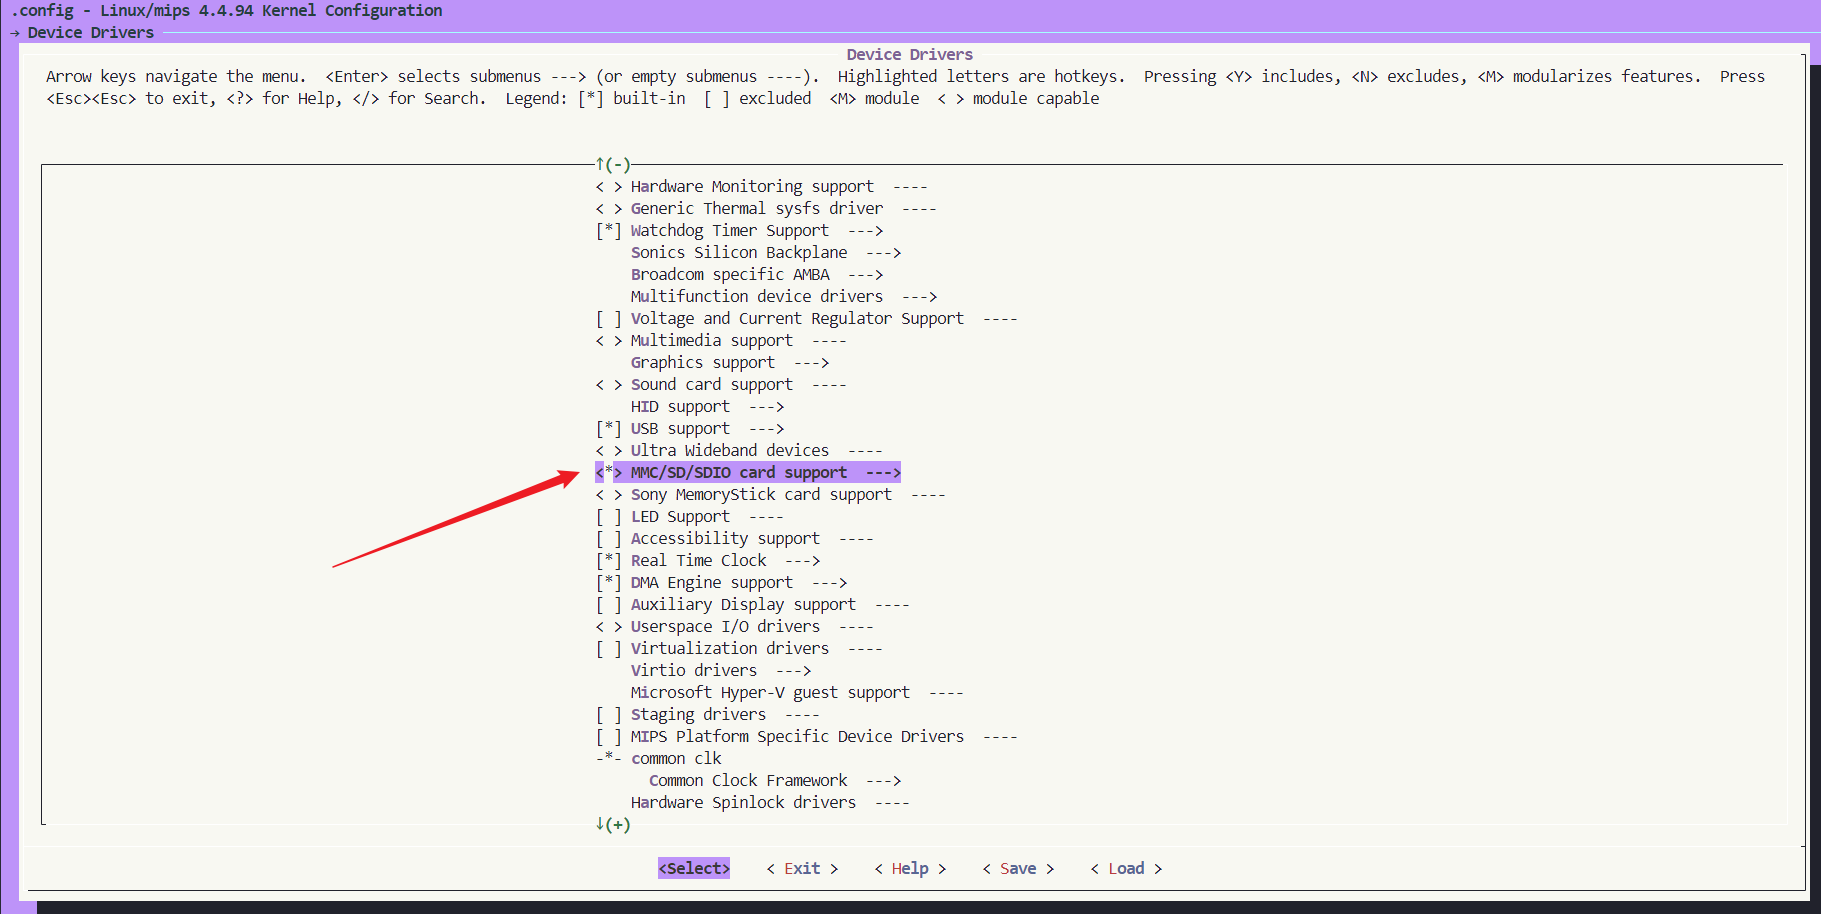 .config - Linux/mips 4.4.94 Kernel Configuration
→ Device Drivers
Device Drivers
Arrow keys navigate the menu.  <Enter> selects submenus ---> (or empty submenus ----).  Highlighted letters are hotkeys.  Pressing <Y> includes, <N> excludes, <M> modularizes features.  Press
<Esc><Esc> to exit, <?> for Help, </> for Search.  Legend: [*] built-in  [ ] excluded  <M> module  < > module capable
↑(-)
< > Hardware Monitoring support  ----
< > Generic Thermal sysfs driver  ----
[*] Watchdog Timer Support  --->
Sonics Silicon Backplane  --->
Broadcom specific AMBA  --->
Multifunction device drivers  --->
[ ] Voltage and Current Regulator Support  ----
< > Multimedia support  ----
Graphics support  --->
< > Sound card support  ----
HID support  --->
[*] USB support  --->
< > Ultra Wideband devices  ----
<*> MMC/SD/SDIO card support  --->
< > Sony MemoryStick card support  ----
[ ] LED Support  ----
[ ] Accessibility support  ----
[*] Real Time Clock  --->
[*] DMA Engine support  --->
[ ] Auxiliary Display support  ----
< > Userspace I/O drivers  ----
[ ] Virtualization drivers  ----
Virtio drivers  --->
Microsoft Hyper-V guest support  ----
[ ] Staging drivers  ----
[ ] MIPS Platform Specific Device Drivers  ----
-*- common clk
Common Clock Framework  --->
Hardware Spinlock drivers  ----
↓(+)
<Select>    < Exit >    < Help >    < Save >    < Load >